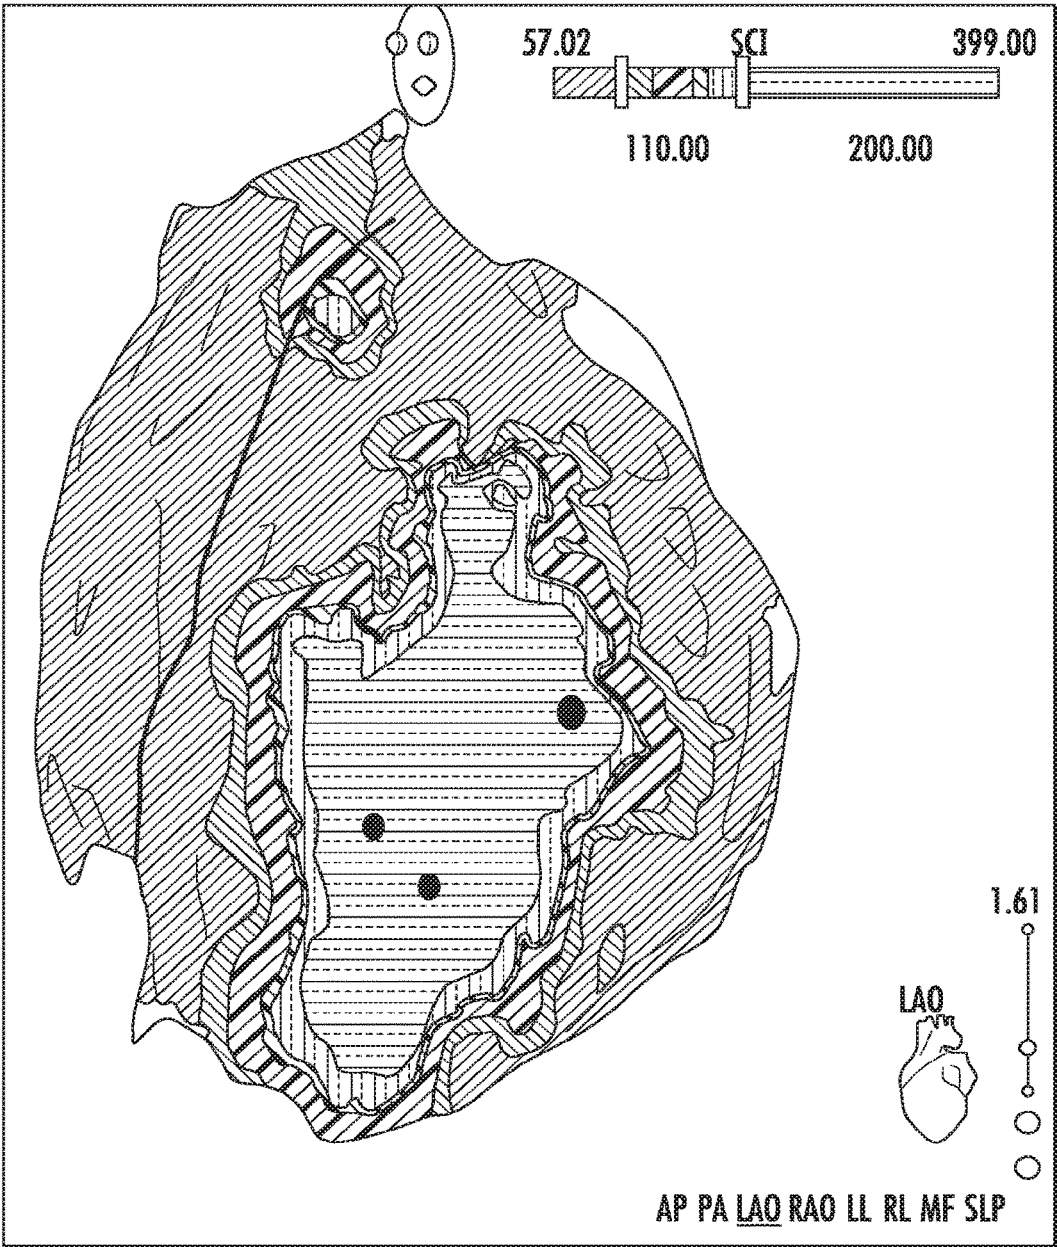 57.02 SCI 399.00
110.00 200.00
1.61
LAO
AP PA LAO RAO LL RL MF SLP